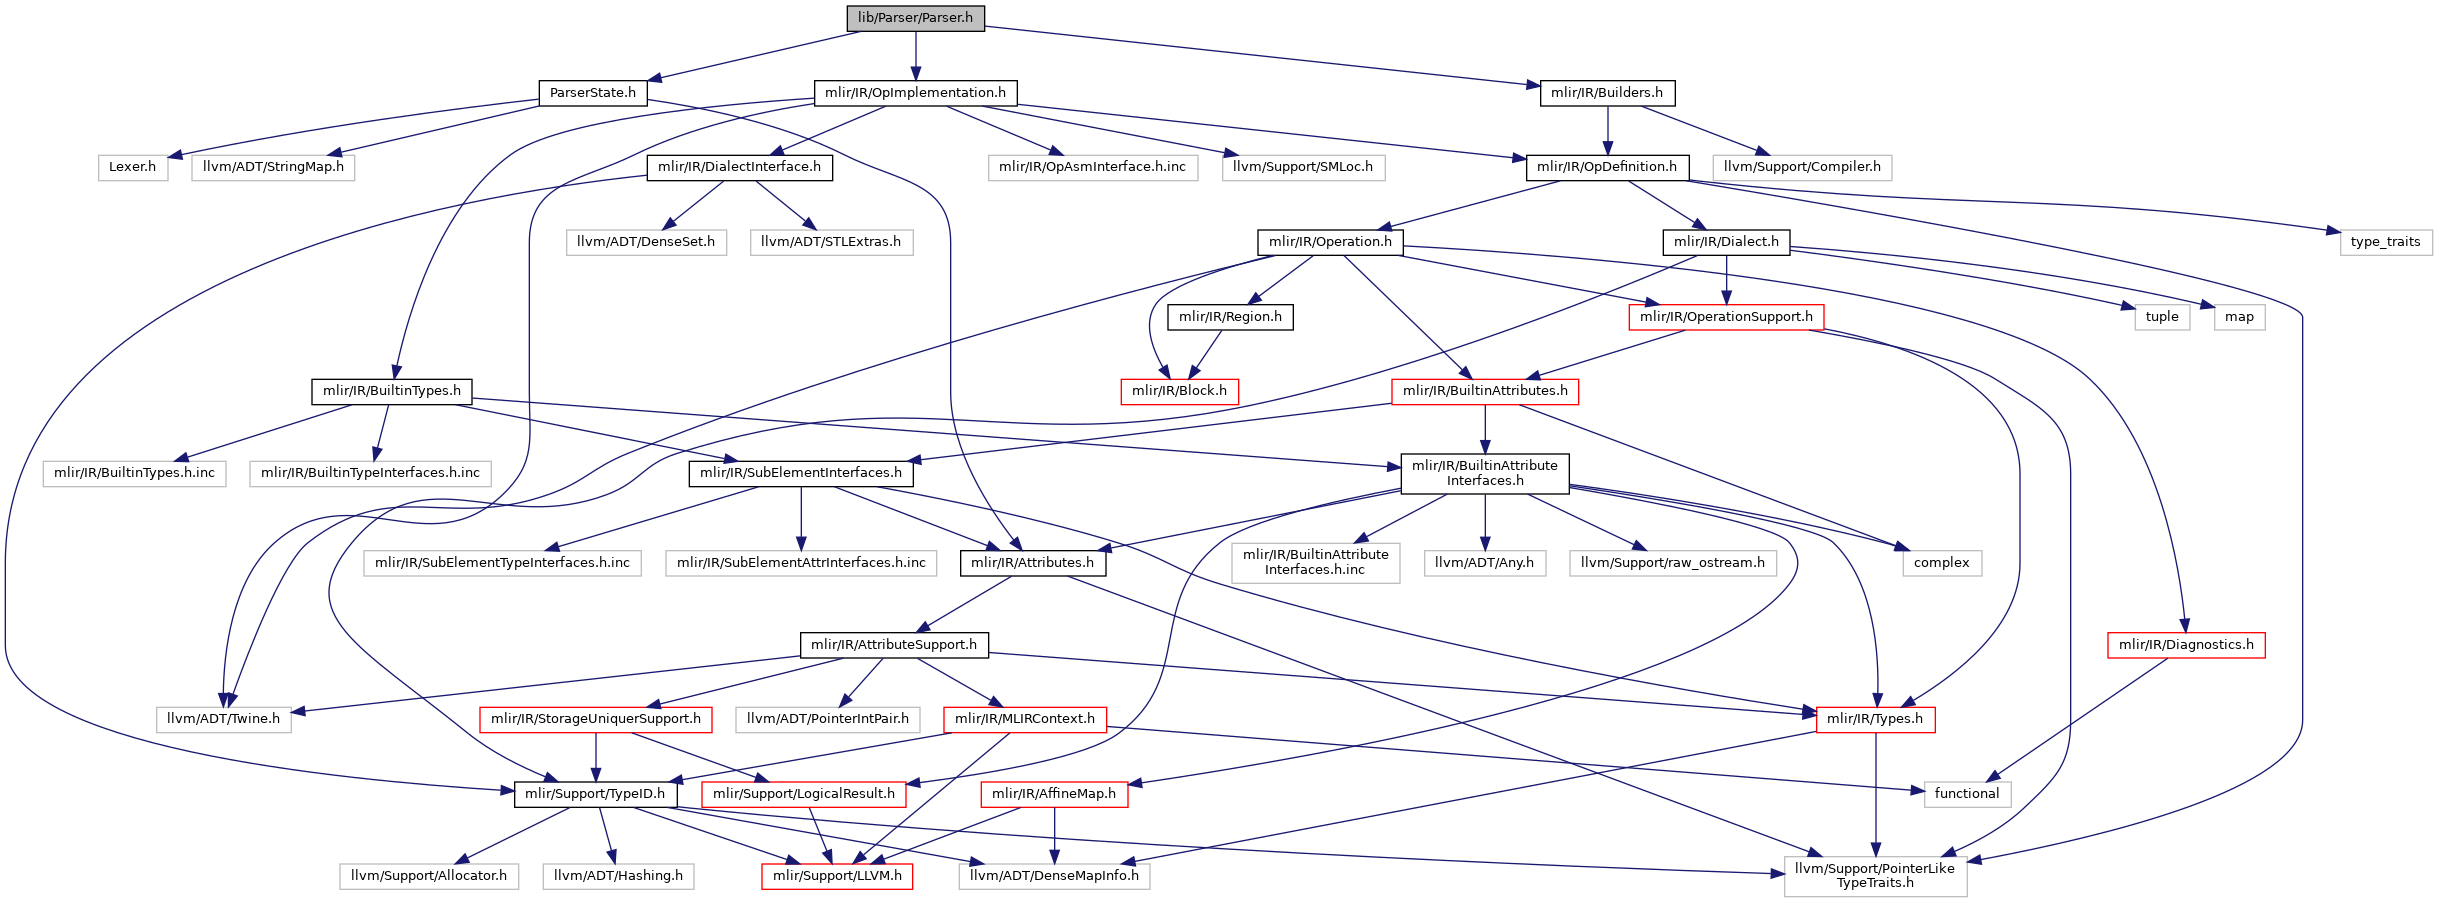 lib/Parser/Parser.h
ParserState.h
mlir/IR/OpImplementation.h
mlir/IR/Builders.h
Lexer.h
llvm/ADT/StringMap.h
mlir/IR/DialectInterface.h
mlir/IR/OpAsmInterface.h.inc
llvm/Support/SMLoc.h
mlir/IR/OpDefinition.h
llvm/Support/Compiler.h
llvm/ADT/DenseSet.h
llvm/ADT/STLExtras.h
mlir/IR/Operation.h
mlir/IR/Dialect.h
type_traits
mlir/IR/Region.h
mlir/IR/OperationSupport.h
tuple
map
mlir/IR/BuiltinTypes.h
mlir/IR/Block.h
mlir/IR/BuiltinAttributes.h
mlir/IR/BuiltinTypes.h.inc
mlir/IR/BuiltinTypeInterfaces.h.inc
mlir/IR/SubElementInterfaces.h
mlir/IR/BuiltinAttribute
Interfaces.h
mlir/IR/SubElementTypeInterfaces.h.inc
mlir/IR/SubElementAttrInterfaces.h.inc
mlir/IR/Attributes.h
mlir/IR/BuiltinAttribute
Interfaces.h.inc
llvm/ADT/Any.h
llvm/Support/raw_ostream.h
complex
mlir/IR/AttributeSupport.h
mlir/IR/Diagnostics.h
llvm/ADT/Twine.h
mlir/IR/StorageUniquerSupport.h
llvm/ADT/PointerIntPair.h
mlir/IR/MLIRContext.h
mlir/IR/Types.h
mlir/Support/TypeID.h
mlir/Support/LogicalResult.h
mlir/IR/AffineMap.h
functional
llvm/Support/Allocator.h
llvm/ADT/Hashing.h
mlir/Support/LLVM.h
llvm/ADT/DenseMapInfo.h
llvm/Support/PointerLike
TypeTraits.h